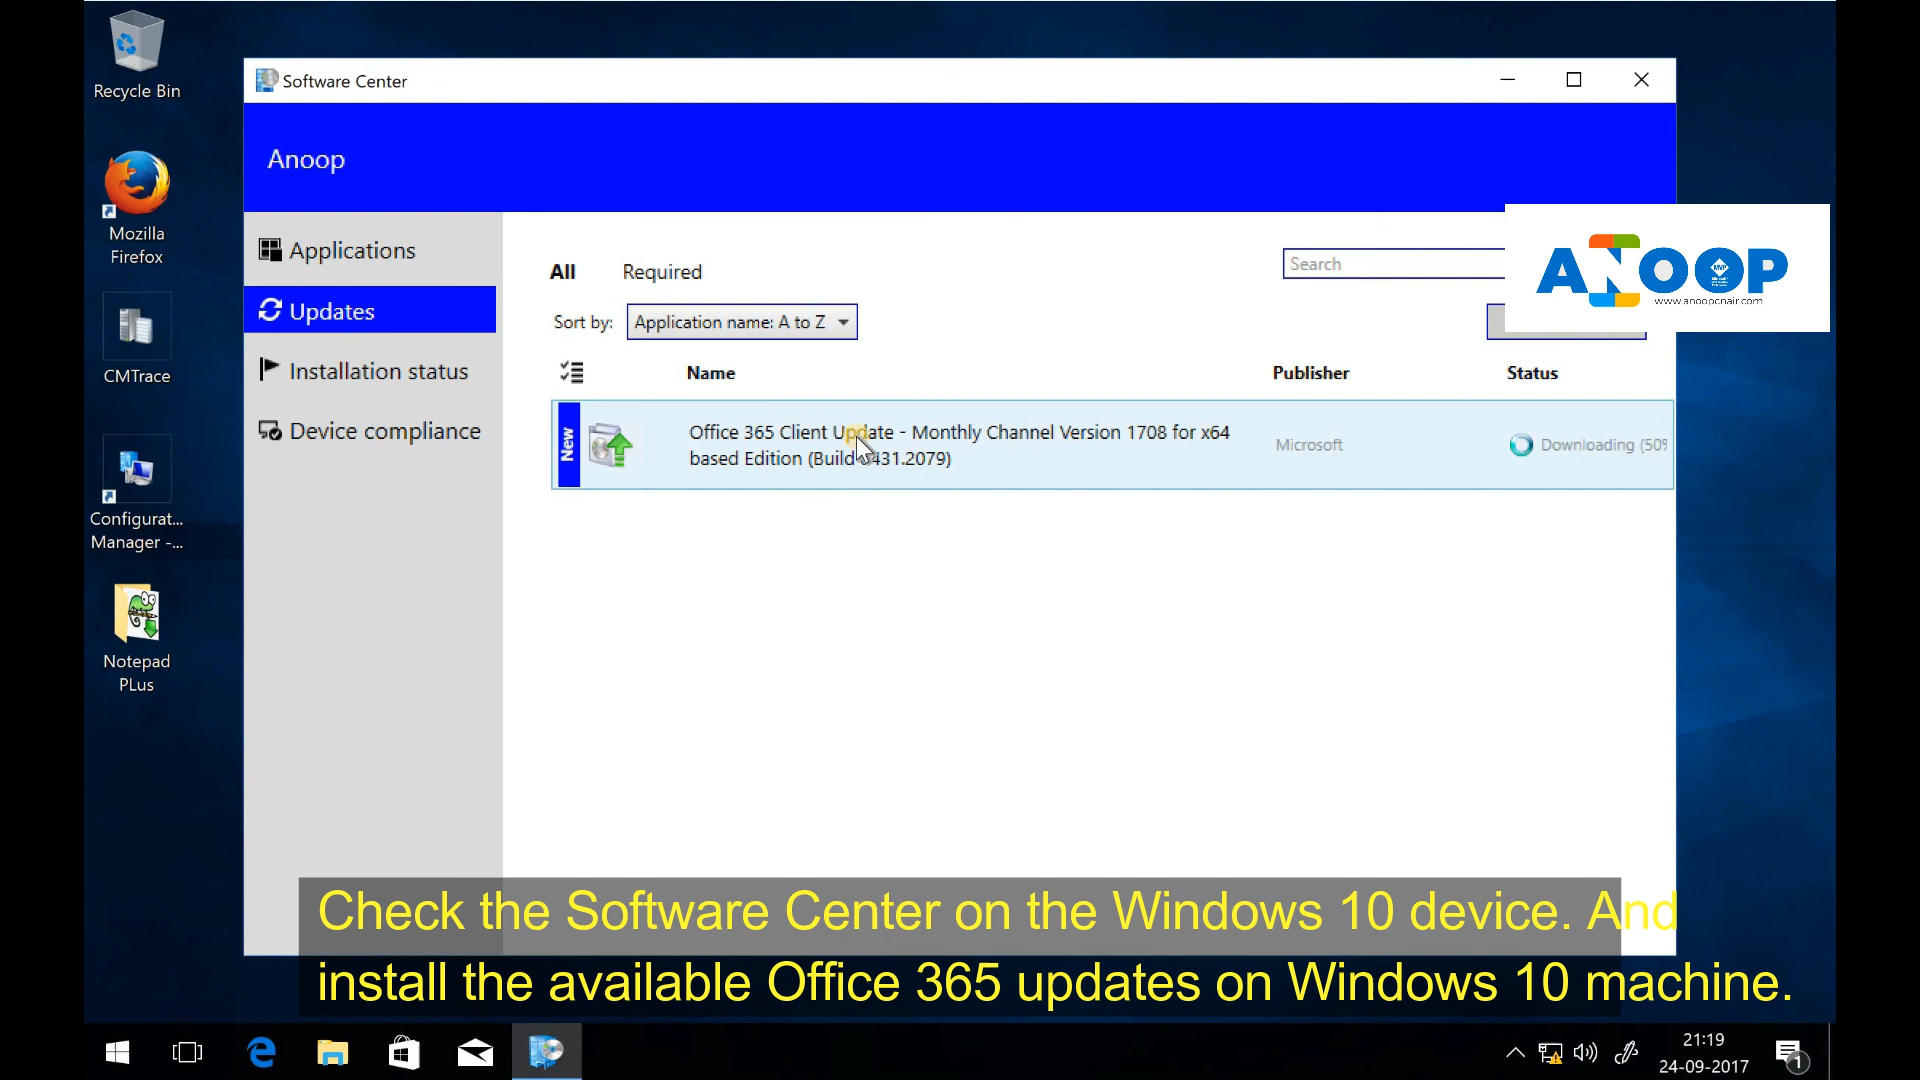 Recycle Bin
Mozilla
Firefox
CMTrace
Configurat...
Manager -...
Notepad
PLus
Software Center
Anoop
Applications
Updates
Installation status
Device compliance
All
Required
Search
ANOOP
MVP
www.anoopcnair.com
Sort by:
Application name: A to Z
Name
Publisher
Status
New
Office 365 Client Update - Monthly Channel Version 1708 for x64
based Edition (Build 431.2079)
Microsoft
Downloading (50%
Check the Software Center on the Windows 10 device. And
install the available Office 365 updates on Windows 10 machine.
21:19
24-09-2017
1